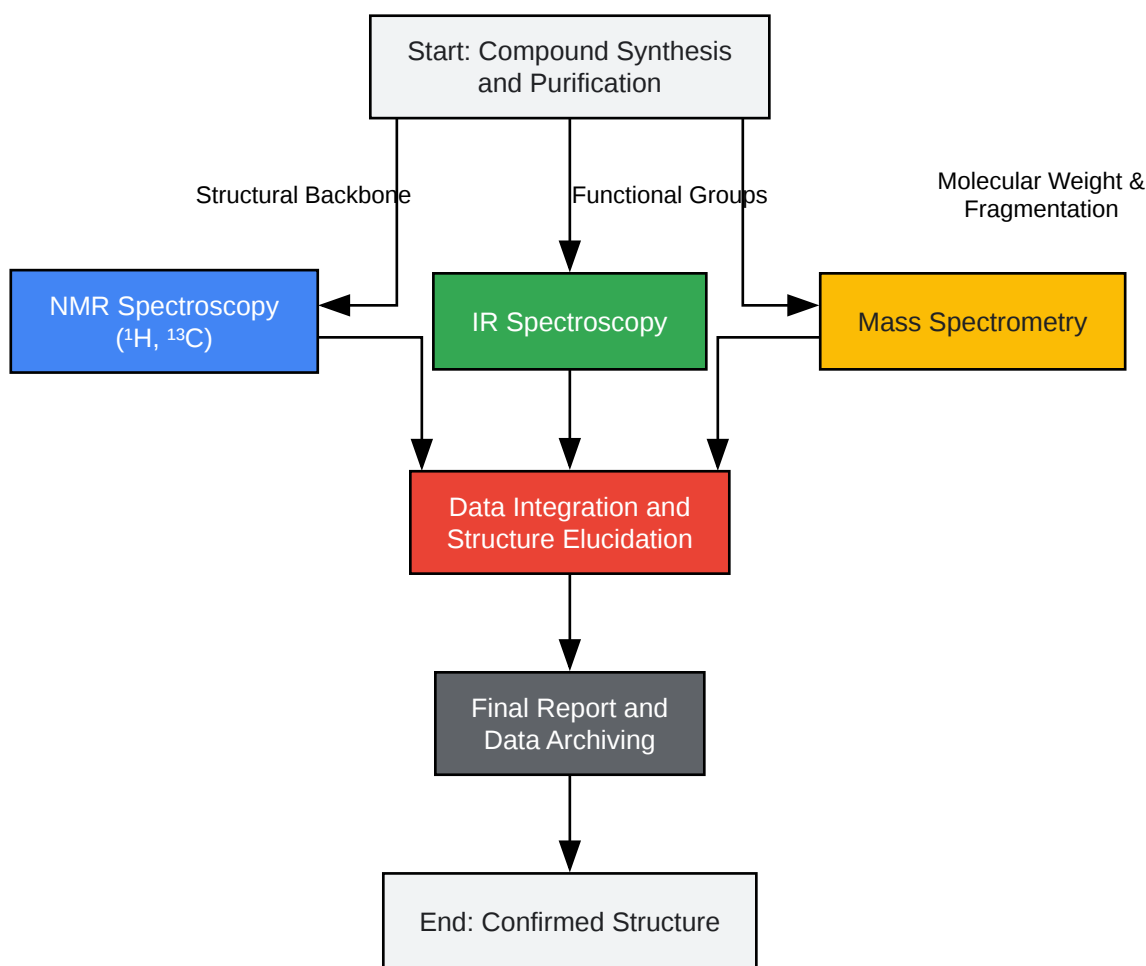 Start: Compound Synthesis
and Purification
Structural Backbone
Functional Groups
Molecular Weight &
Fragmentation
NMR Spectroscopy
(¹H, ¹³C)
IR Spectroscopy
Mass Spectrometry
Data Integration and
Structure Elucidation
Final Report and
Data Archiving
End: Confirmed Structure